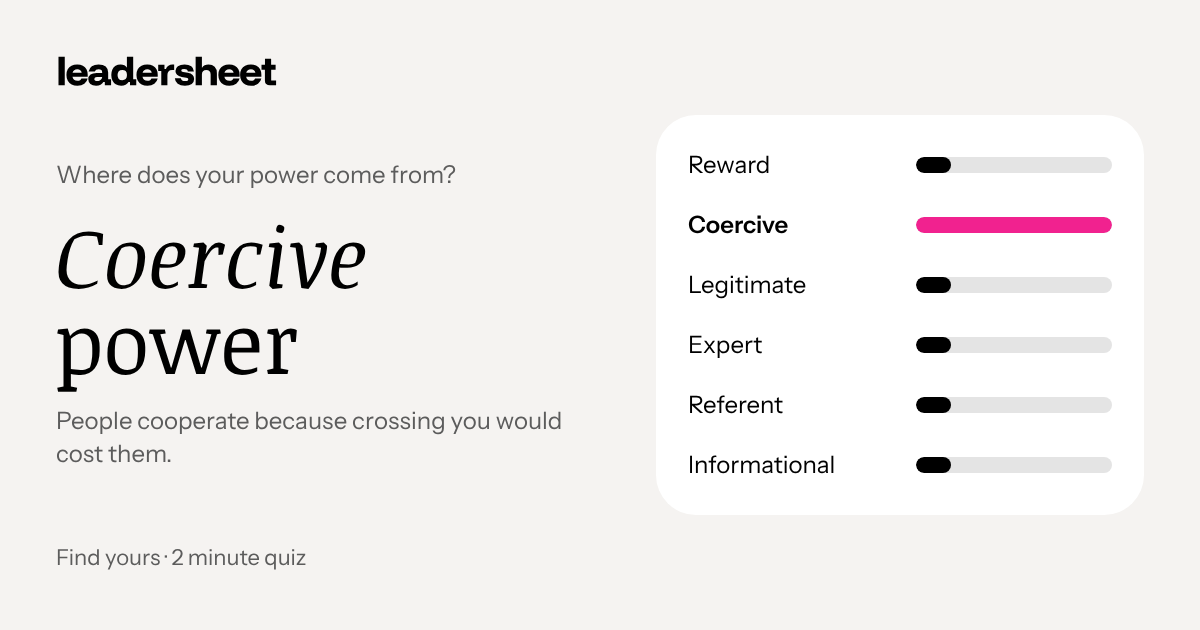 leadersheet
Where does your power come from?
Coercive
power
People cooperate because crossing you would
cost them.
Find yours · 2 minute quiz
Reward
Coercive
Legitimate
Expert
Referent
Informational